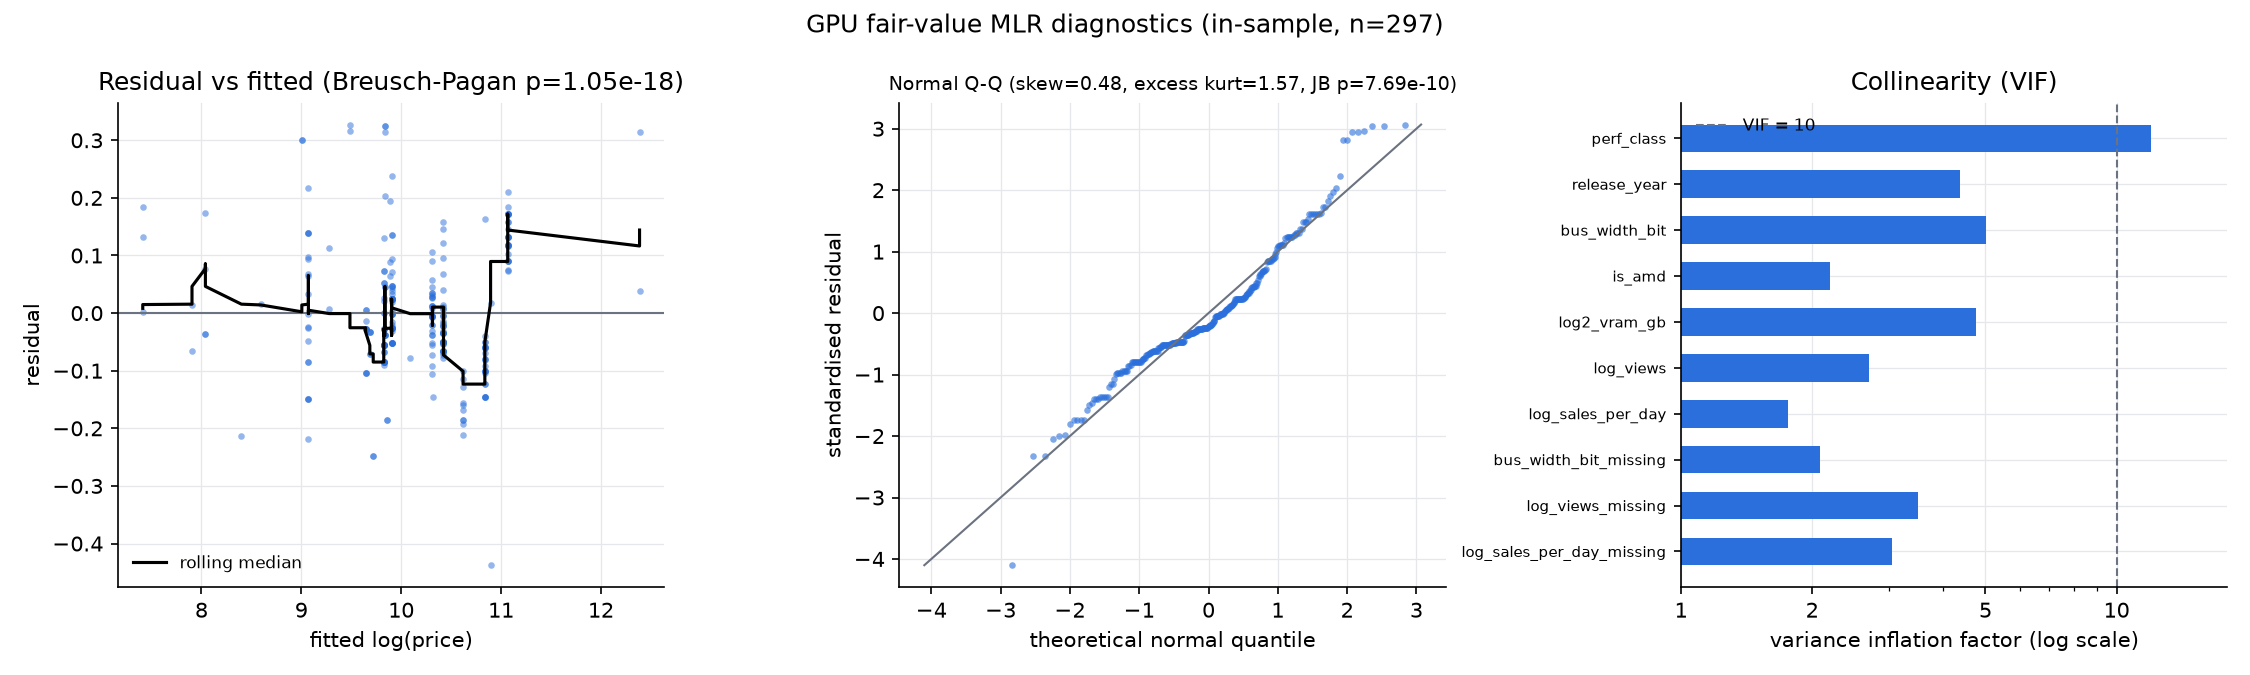 GPU fair-value MLR diagnostics (in-sample, n=297)
Residual vs fitted (Breusch-Pagan p=1.05e-18)
0.3
0.2
0.1
0.0
−0.1
−0.2
−0.3
−0.4
residual
rolling median
8
9
10
11
12
fitted log(price)
Normal Q-Q (skew=0.48, excess kurt=1.57, JB p=7.69e-10)
3
2
1
0
−1
−2
−3
−4
standardised residual
−4
−3
−2
−1
0
1
2
3
theoretical normal quantile
Collinearity (VIF)
VIF = 10
perf_class
release_year
bus_width_bit
is_amd
log2_vram_gb
log_views
log_sales_per_day
bus_width_bit_missing
log_views_missing
log_sales_per_day_missing
1
2
5
10
variance inflation factor (log scale)